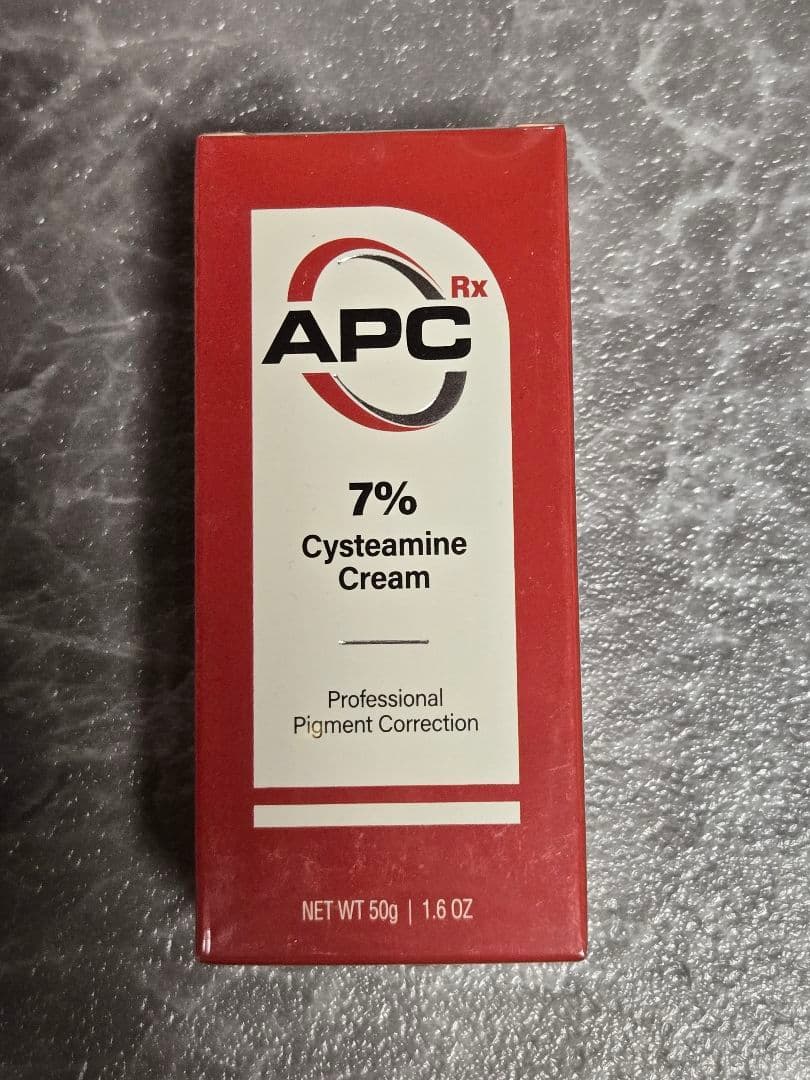 APC Rx
7%
Cysteamine
Cream
Professional
Pigment Correction
NET WT 50g | 1.6 OZ